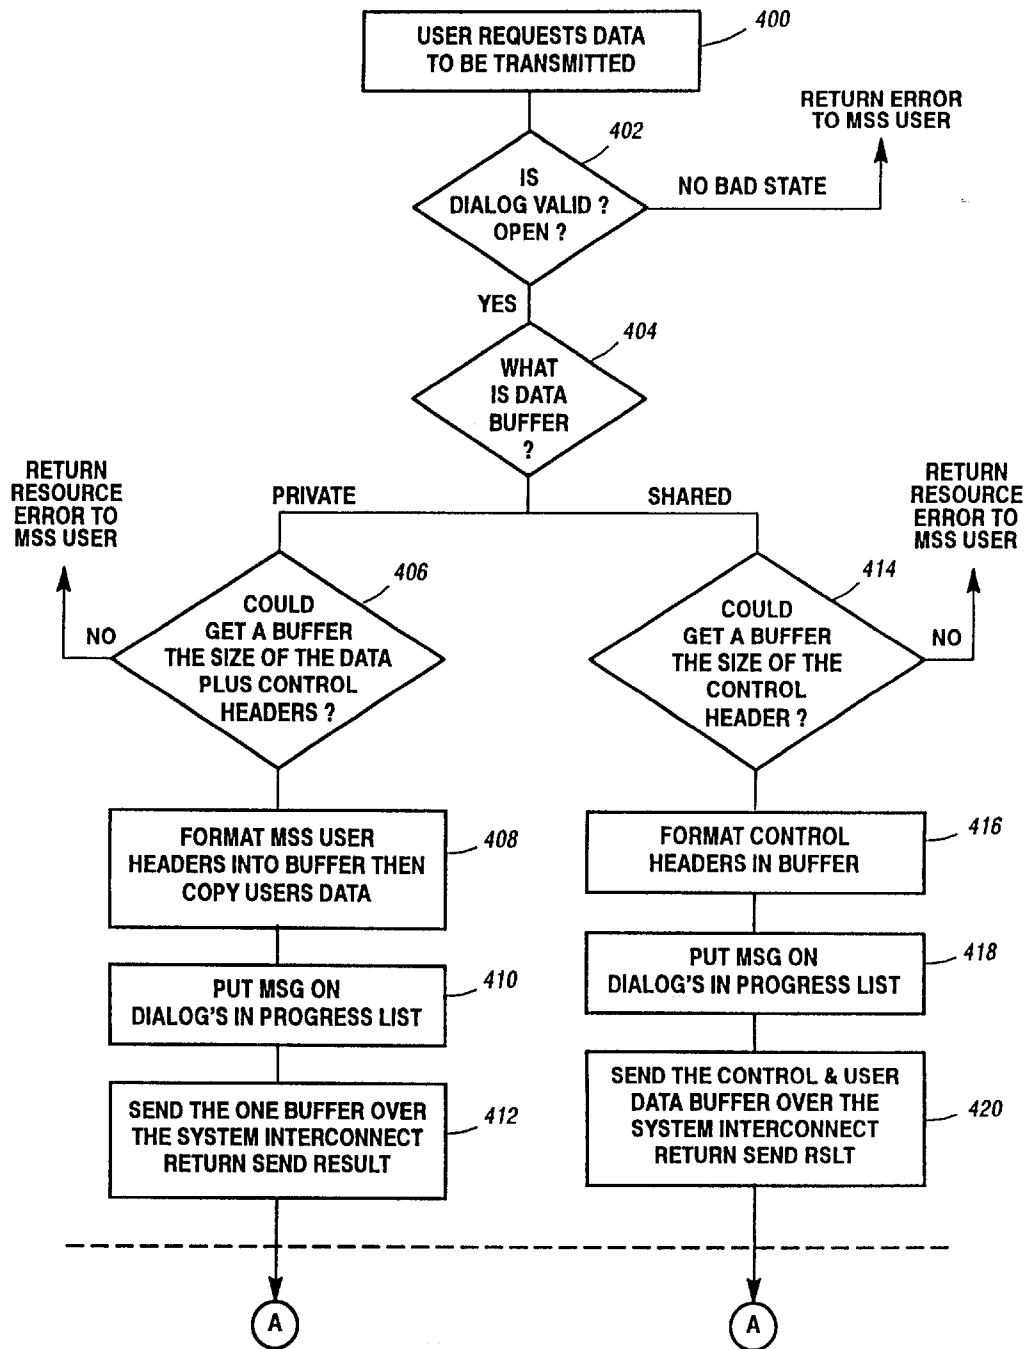 USER REQUESTS DATA
TO BE TRANSMITTED
400
RETURN ERROR
TO MSS USER
402
IS
DIALOG VALID ?
OPEN ?
NO BAD STATE
YES
404
WHAT
IS DATA
BUFFER
?
RETURN
RESOURCE
ERROR TO
MSS USER
PRIVATE
SHARED
RETURN
RESOURCE
ERROR TO
MSS USER
406
COULD
GET A BUFFER
THE SIZE OF THE DATA
PLUS CONTROL
HEADERS ?
NO
414
COULD
GET A BUFFER
THE SIZE OF THE
CONTROL
HEADER ?
NO
FORMAT MSS USER
HEADERS INTO BUFFER THEN
COPY USERS DATA
408
FORMAT CONTROL
HEADERS IN BUFFER
416
PUT MSG ON
DIALOG'S IN PROGRESS LIST
410
PUT MSG ON
DIALOG'S IN PROGRESS LIST
418
SEND THE ONE BUFFER OVER
THE SYSTEM INTERCONNECT
RETURN SEND RESULT
412
SEND THE CONTROL & USER
DATA BUFFER OVER THE
SYSTEM INTERCONNECT
RETURN SEND RSLT
420
A
A